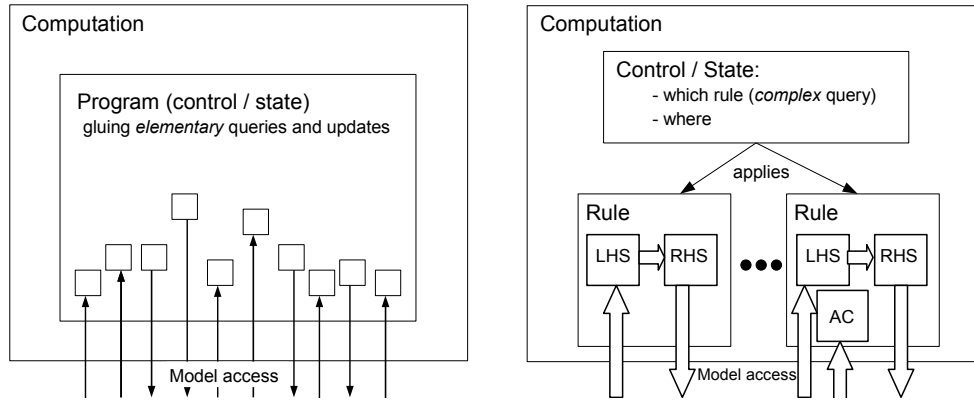 Computation
Program (control / state)
gluing elementary queries and updates
Model access
Computation
Control / State:
- which rule (complex query)
- where
applies
Rule
LHS
RHS
Rule
LHS
RHS
AC
Model access